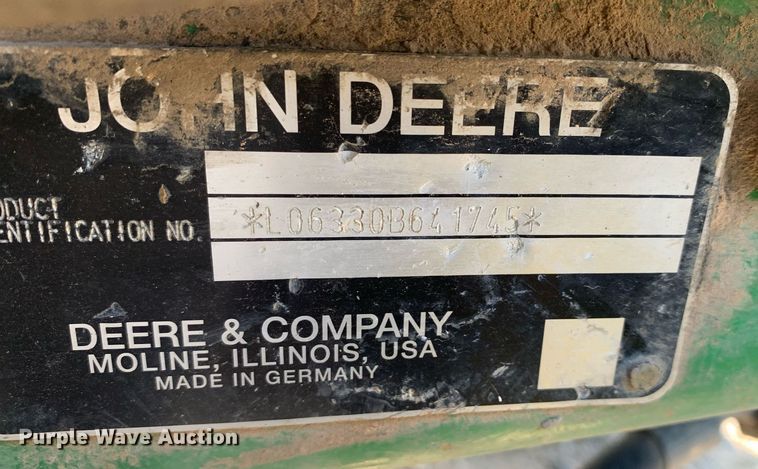 JOHN DEERE
ODUCT
ENTIFICATION NO. *L06330B641745*
DEERE & COMPANY
MOLINE, ILLINOIS, USA
MADE IN GERMANY
Purple Wave Auction